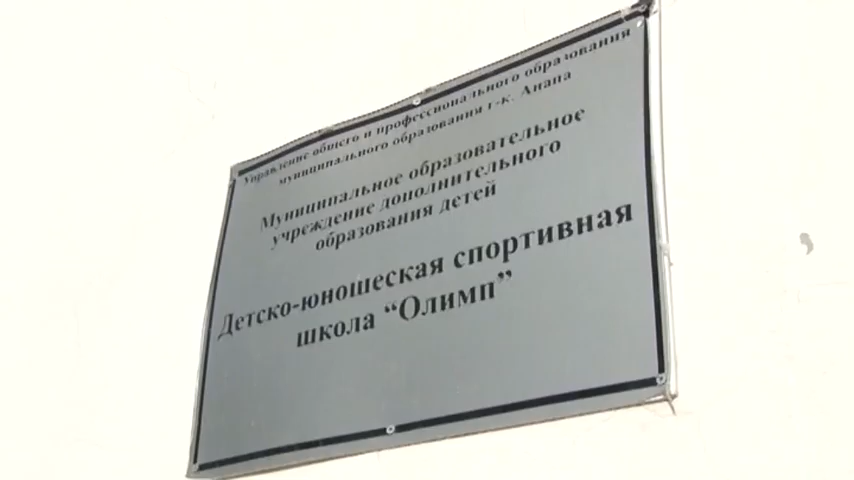 Управление общего и профессионального образования
муниципального образования г-к. Анапа
Муниципальное образовательное
учреждение дополнительного
образования детей
Детско-юношеская спортивная
школа “Олимп”